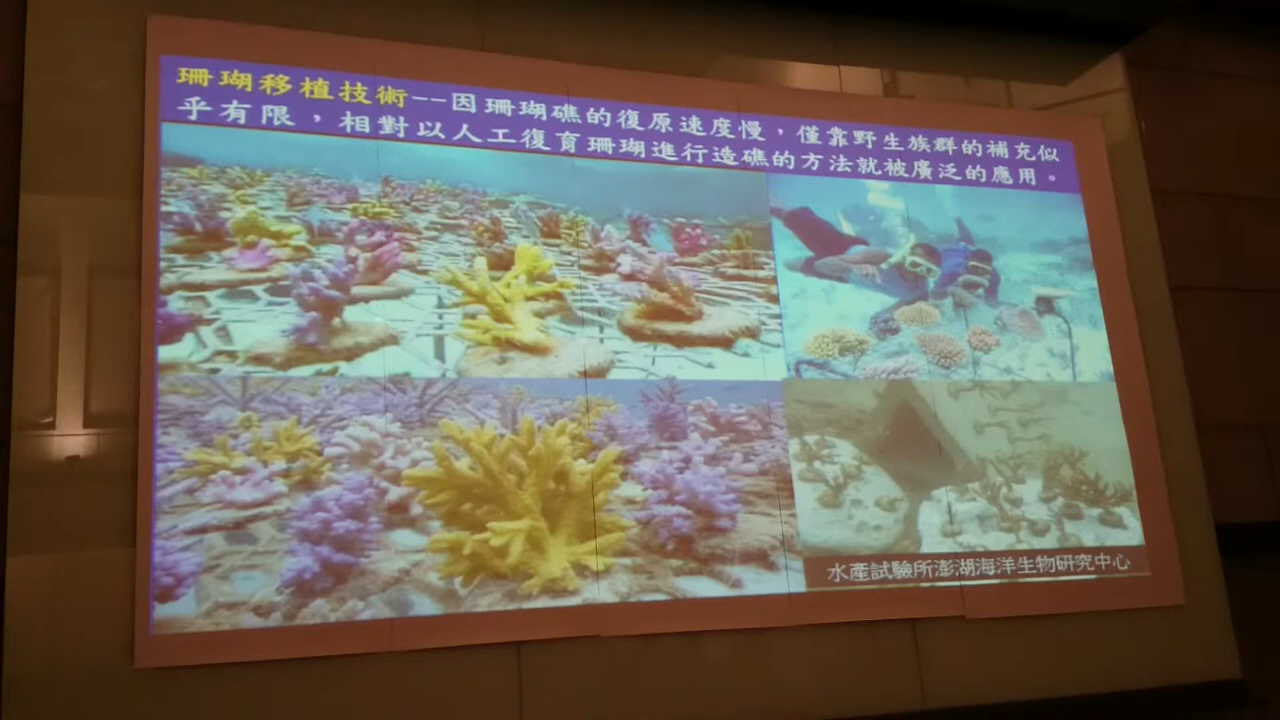 珊瑚移植技術--因珊瑚礁的復原速度慢，僅靠野生族群的補充似
乎有限，相對以人工復育珊瑚進行造礁的方法就被廣泛的應用。
水產試驗所澎湖海洋生物研究中心